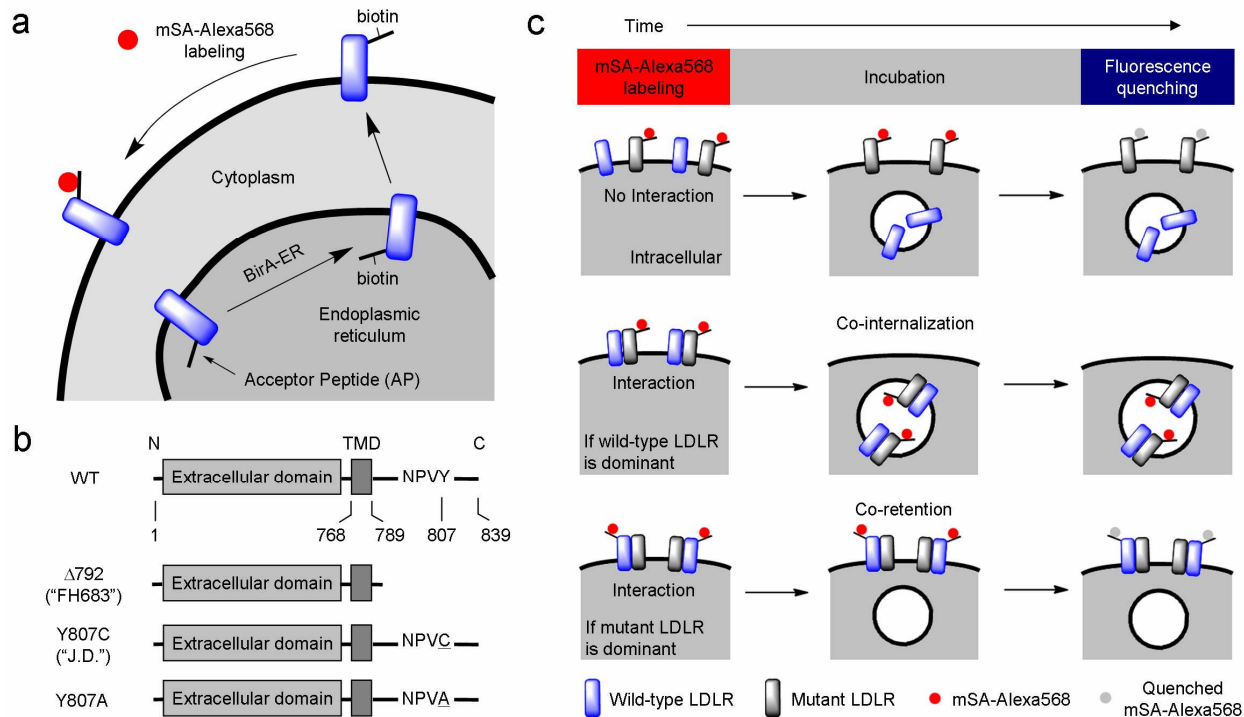 a
mSA-Alexa568
labeling
biotin
Cytoplasm
BirA-ER
biotin
Endoplasmic
reticulum
Acceptor Peptide (AP)
b
N
TMD
C
WT
Extracellular domain
NPVY
1
768
789
807
839
Δ792
("FH683")
Extracellular domain
Y807C
("J.D.")
Extracellular domain
NPVC
Y807A
Extracellular domain
NPVA
c
Time
mSA-Alexa568
labeling
Incubation
Fluorescence
quenching
No Interaction
Intracellular
Co-internalization
Interaction
If wild-type LDLR
is dominant
Co-retention
Interaction
If mutant LDLR
is dominant
Wild-type LDLR
Mutant LDLR
mSA-Alexa568
Quenched
mSA-Alexa568